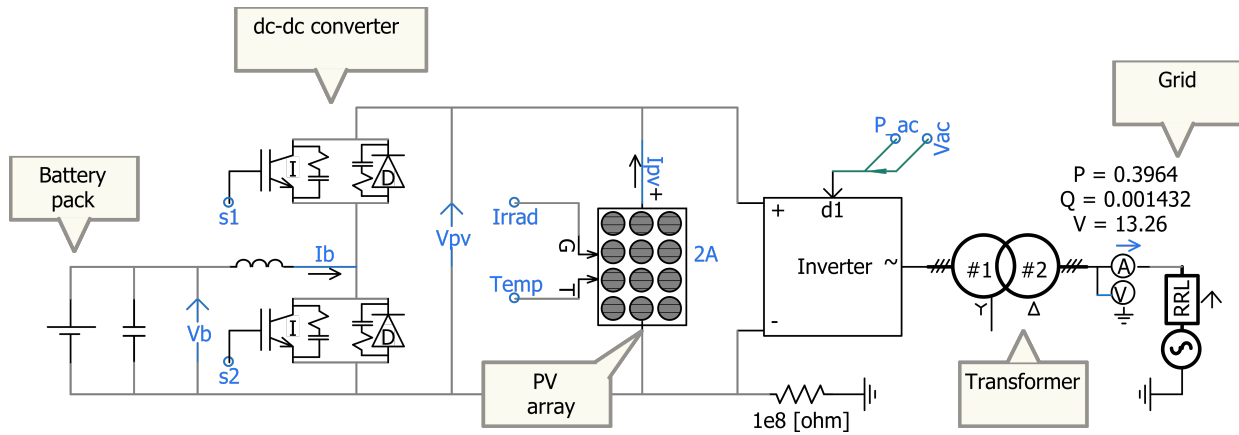 dc-dc converter
Grid
Battery
pack
P_ac
Vac
P = 0.3964
Q = 0.001432
V = 13.26
I
D
s1
Ipv
+
Irrad
G
2A
Vpv
+
d1
Inverter
~
#1
#2
A
V
RRL
Ib
Temp
T
Vb
I
D
s2
-
Y
Δ
PV
array
Transformer
1e8 [ohm]